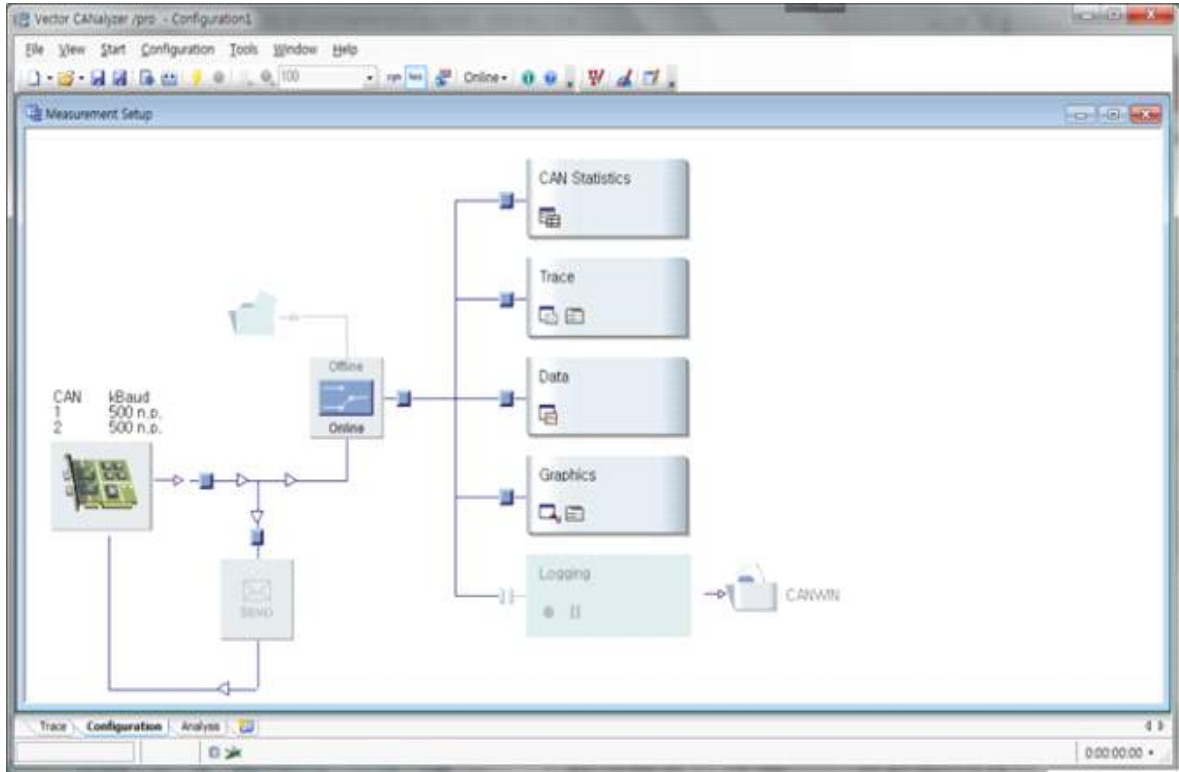 Vector CANalyzer /pro - Configuration1
File View Start Configuration Tools Window Help
100
Online
Measurement Setup
CAN Statistics
Trace
Data
Graphics
Logging
CANWIN
Offline
Online
CAN kBaud
1 500 n.p.
2 500 n.p.
SEND
Trace Configuration Analysis
0:00:00:00